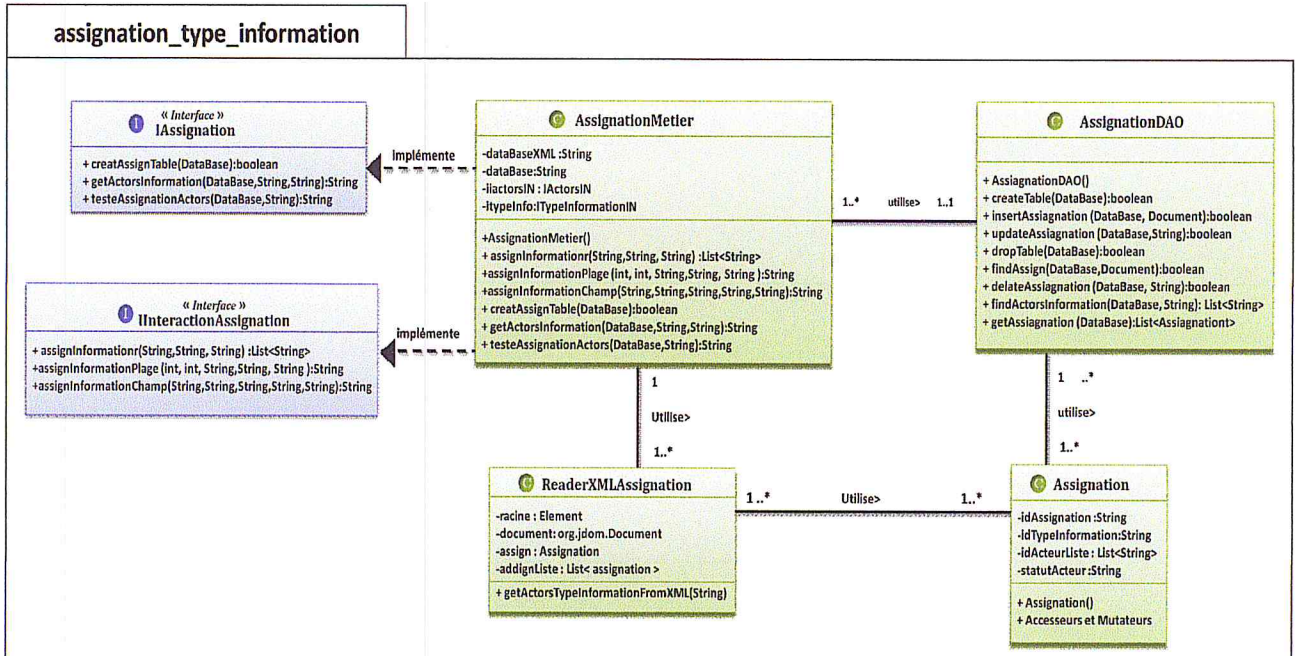 assignation_type_information
« Interface »
I IAssignation
+ creatAssignTable(DataBase):boolean
+ getActorsInformation(DataBase,String,String):String
+ testeAssignationActors(DataBase,String):String
implémente
C AssignationMetier
-dataBaseXML :String
-dataBase:String
-iiactorsIN : IActorsIN
-itypeInfo:ITypeInformationIN
+AssignationMetier()
+ assignInformationr(String,String, String) :List<String>
+assignInformationPlage (int, int, String,String, String ):String
+assignInformationChamp(String,String,String,String,String):String
+ creatAssignTable(DataBase):boolean
+ getActorsInformation(DataBase,String,String):String
+ testeAssignationActors(DataBase,String):String
1..* utilise> 1..1
C AssignationDAO
+ AssiagnationDAO()
+ createTable(DataBase):boolean
+ insertAssiagnation (DataBase, Document):boolean
+ updateAssiagnation (DataBase,String):boolean
+ dropTable(DataBase):boolean
+ findAssign(DataBase,Document):boolean
+ delateAssiagnation (DataBase, String):boolean
+ findActorsInformation(DataBase, String): List<String>
+ getAssiagnation (DataBase):List<Assiagnationt>
« Interface »
I IInteractionAssignation
+ assignInformationr(String,String, String) :List<String>
+assignInformationPlage (int, int, String,String, String ):String
+assignInformationChamp(String,String,String,String,String):String
implémente
1
Utilise>
1..*
1 ..*
utilise>
1..*
C ReaderXMLAssignation
-racine : Element
-document: org.jdom.Document
-assign : Assignation
-addignListe : List< assignation >
+ getActorsTypeInformationFromXML(String)
1 ..* Utilise> 1..*
C Assignation
-idAssignation :String
-idTypeInformation:String
-idActeurListe : List<String>
-statutActeur :String
+ Assignation()
+ Accesseurs et Mutateurs